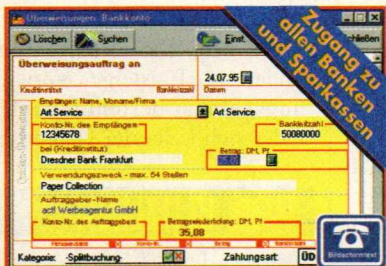 Überweisungen: Bankkonto
Löschen Suchen Einst. schließen
Zugang zu
allen Banken
und Sparkassen
Überweisungsauftrag an
24.07.95
Kreditinstitut Bankleitzahl Datum
Empfänger: Name, Vorname/Firma
Art Service Art Service
Konto-Nr. des Empfängers Bankleitzahl
12345678 50080000
bei (Kreditinstitut) Betrag: DM, Pf
Dresdner Bank Frankfurt 35,08
Verwendungszweck - max. 54 Stellen
Paper Collection
Auftraggeber-Name
act! Werbeagentur GmbH
Konto-Nr. des Auftraggebers Betragswiederholung: DM, Pf
35,08
Kategorie: -Splittbuchung- Zahlungsart: ÜD
Bildschirmtext